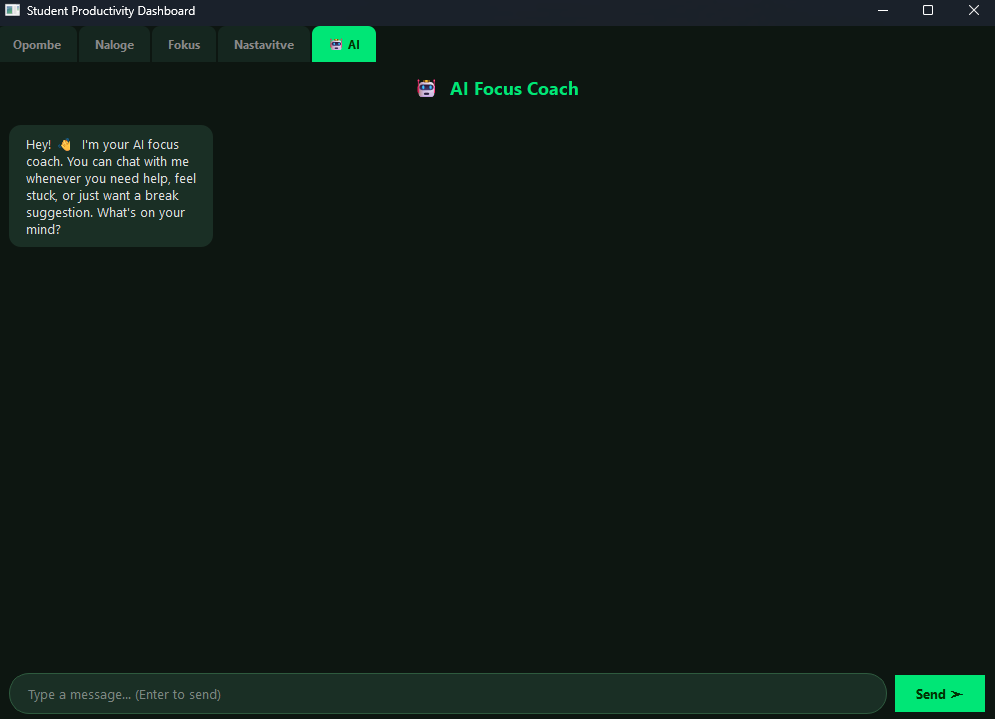 Student Productivity Dashboard
Opombe Naloge Fokus Nastavitve 🤖 AI
🤖 AI Focus Coach
Hey! 👋 I'm your AI focus
coach. You can chat with me
whenever you need help, feel
stuck, or just want a break
suggestion. What's on your
mind?
Type a message... (Enter to send)
Send ➣